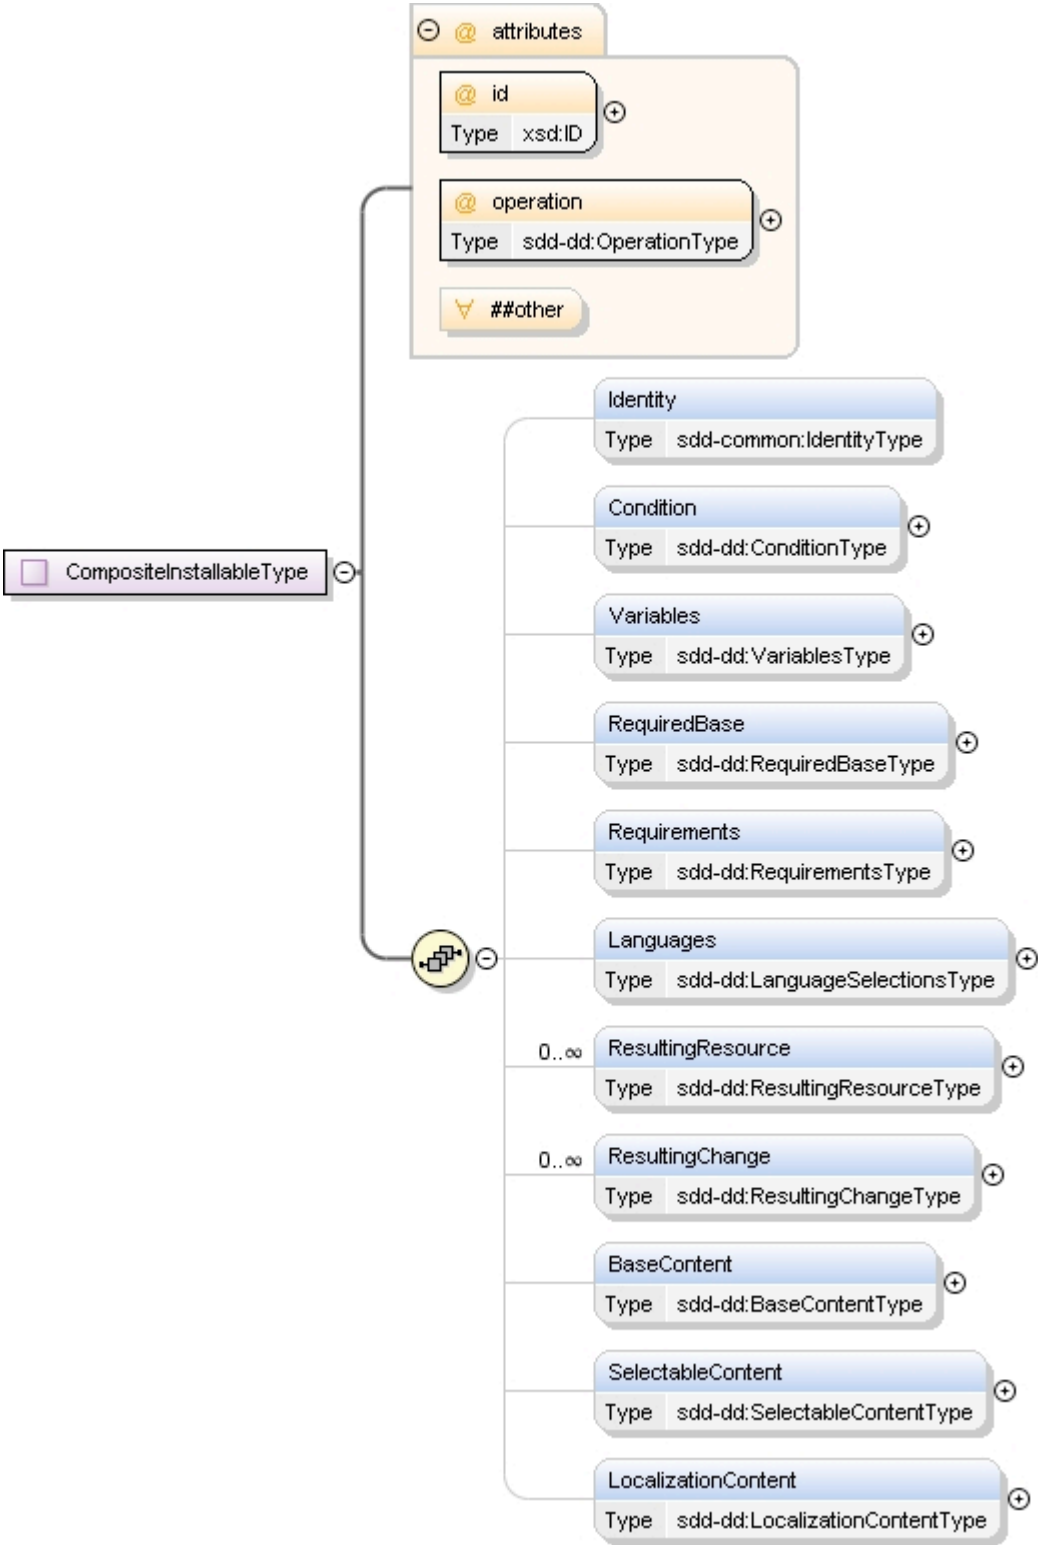 @ attributes
@ id
Type xsd:ID
@ operation
Type sdd-dd:OperationType
∀ ##other
Identity
Type sdd-common:IdentityType
Condition
Type sdd-dd:ConditionType
CompositeInstallableType
Variables
Type sdd-dd:VariablesType
RequiredBase
Type sdd-dd:RequiredBaseType
Requirements
Type sdd-dd:RequirementsType
Languages
Type sdd-dd:LanguageSelectionsType
0..∞ ResultingResource
Type sdd-dd:ResultingResourceType
0..∞ ResultingChange
Type sdd-dd:ResultingChangeType
BaseContent
Type sdd-dd:BaseContentType
SelectableContent
Type sdd-dd:SelectableContentType
LocalizationContent
Type sdd-dd:LocalizationContentType